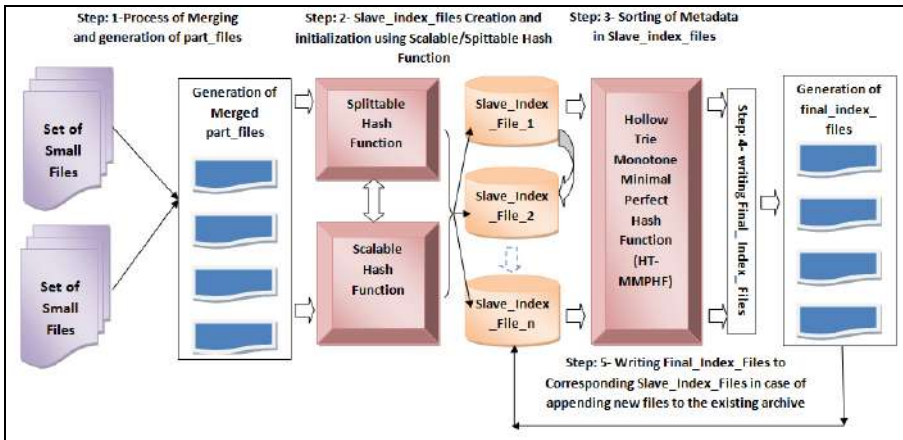 Step: 1-Process of Merging
and generation of part_files
Step: 2- Slave_index_files Creation and
initialization using Scalable/Spittable Hash
Function
Step: 3- Sorting of Metadata
in Slave_index_files
Set of
Small
Files
Set of
Small
Files
Generation of
Merged
part_files
Splittable
Hash
Function
Scalable
Hash
Function
Slave_Index
_File_1
Slave_Index
_File_2
Slave_Index
_File_n
Hollow
Trie
Monotone
Minimal
Perfect
Hash
Function
(HT-
MMPHF)
Step: 4- writing Final_Index_Files
Generation of
final_index_
files
Step: 5- Writing Final_Index_Files to
Corresponding Slave_Index_Files in case of
appending new files to the existing archive